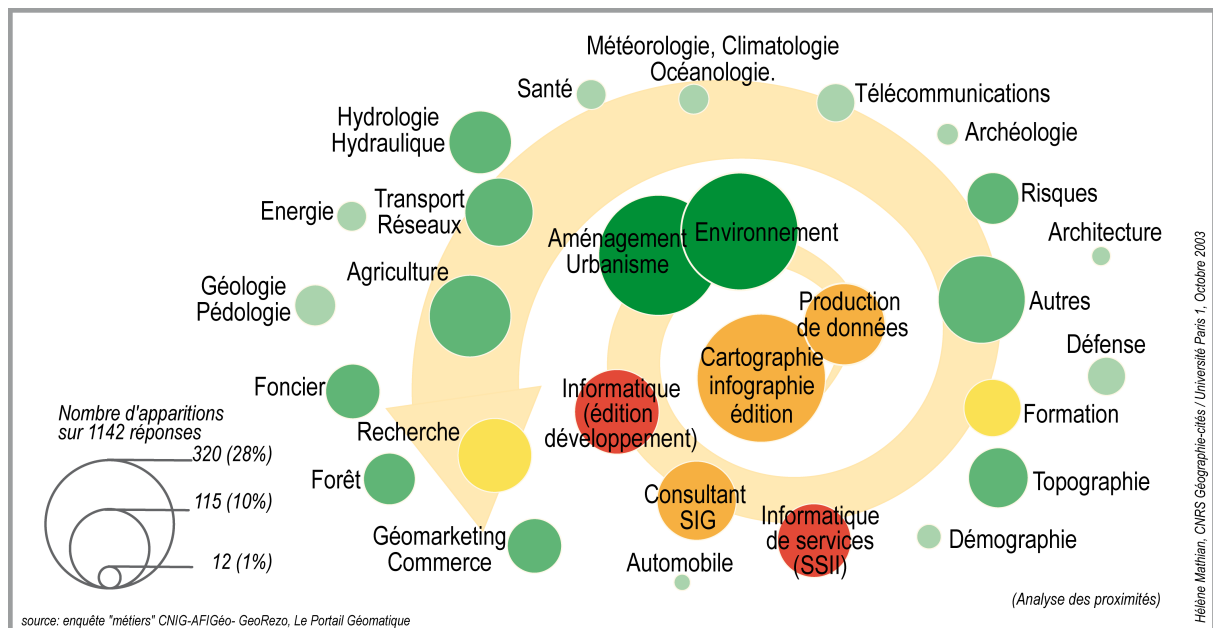 Météorologie, Climatologie
Océanologie.
Santé
Télécommunications
Hydrologie
Hydraulique
Archéologie
Risques
Energie
Transport
Réseaux
Aménagement
Urbanisme
Environnement
Architecture
Agriculture
Géologie
Pédologie
Production
de données
Autres
Défense
Cartographie
infographie
édition
Foncier
Informatique
(édition
développement)
Formation
Recherche
Forêt
Topographie
Consultant
SIG
Informatique
de services
(SSII)
Géomarketing
Commerce
Automobile
Démographie
Nombre d'apparitions
sur 1142 réponses
320 (28%)
115 (10%)
12 (1%)
(Analyse des proximités)
source: enquête "métiers" CNIG-AFIGéo- GeoRezo, Le Portail Géomatique
Hélène Mathian, CNRS Géographie-cités / Université Paris 1, Octobre 2003